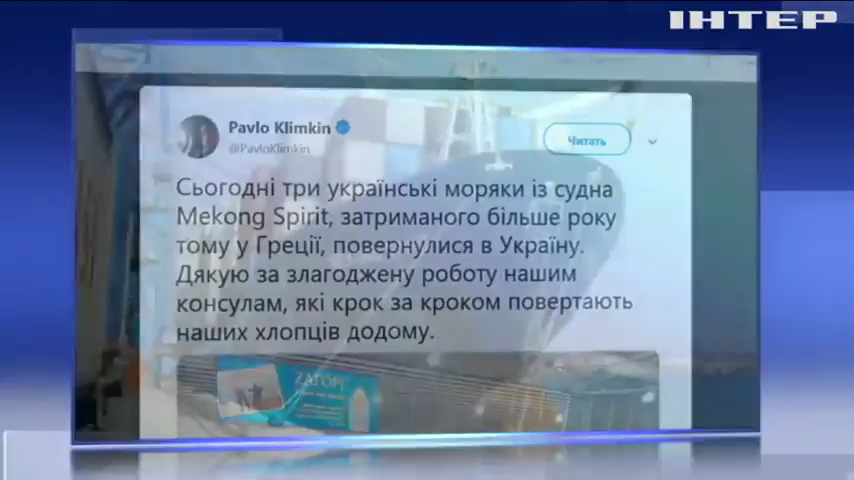 ІНТЕР
Pavlo Klimkin
@PavloKlimkin
Читать
Сьогодні три українські моряки із судна
Mekong Spirit, затриманого більше року
тому у Греції, повернулися в Україну.
Дякую за злагоджену роботу нашим
консулам, які крок за кроком повертають
наших хлопців додому.